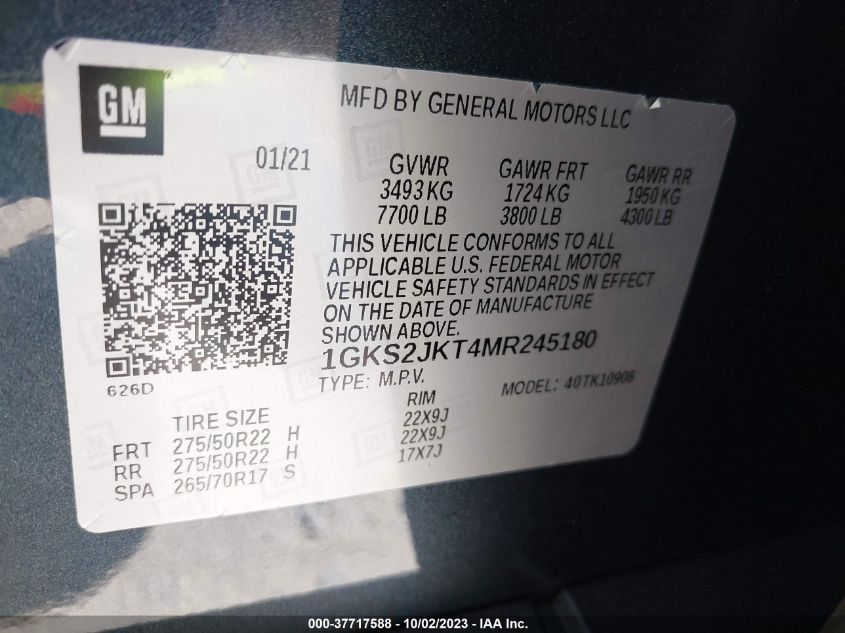 GM
MFD BY GENERAL MOTORS LLC
01/21
GVWR GAWR FRT GAWR RR
3493 KG 1724 KG 1950 KG
7700 LB 3800 LB 4300 LB
THIS VEHICLE CONFORMS TO ALL
APPLICABLE U.S. FEDERAL MOTOR
VEHICLE SAFETY STANDARDS IN EFFECT
ON THE DATE OF MANUFACTURE
SHOWN ABOVE.
1GKS2JKT4MR245180
TYPE: M.P.V. MODEL: 40TK10906
626D
TIRE SIZE RIM
FRT 275/50R22 H 22X9J
RR 275/50R22 H 22X9J
SPA 265/70R17 S 17X7J
000-37717588 - 10/02/2023 - IAA Inc.